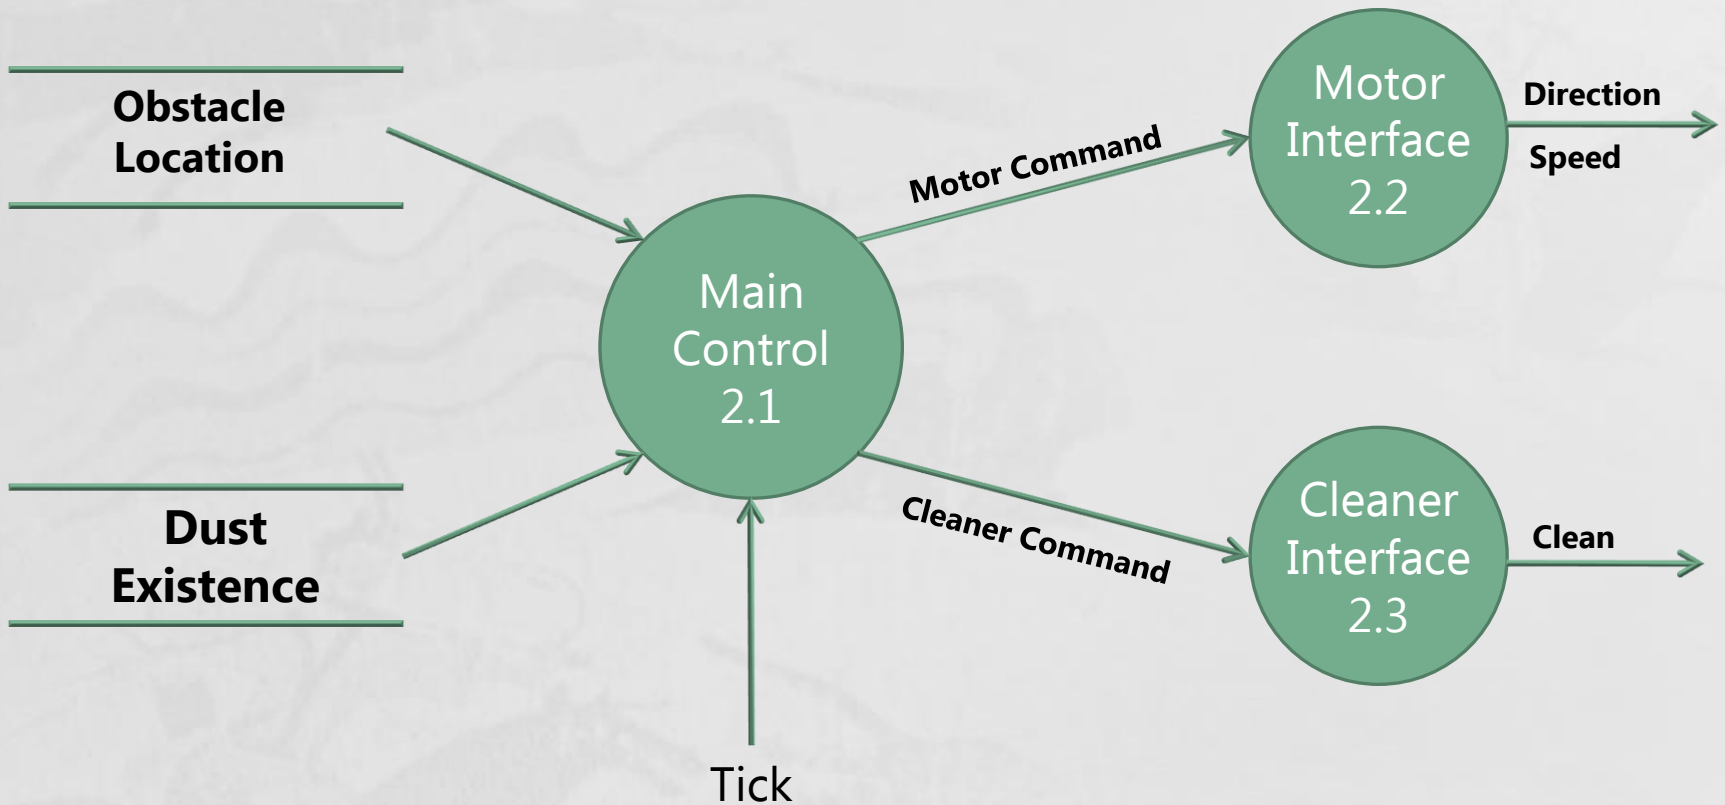 Obstacle
Location
Dust
Existence
Main
Control
2.1
Tick
Motor Command
Cleaner Command
Motor
Interface
2.2
Direction
Speed
Cleaner
Interface
2.3
Clean